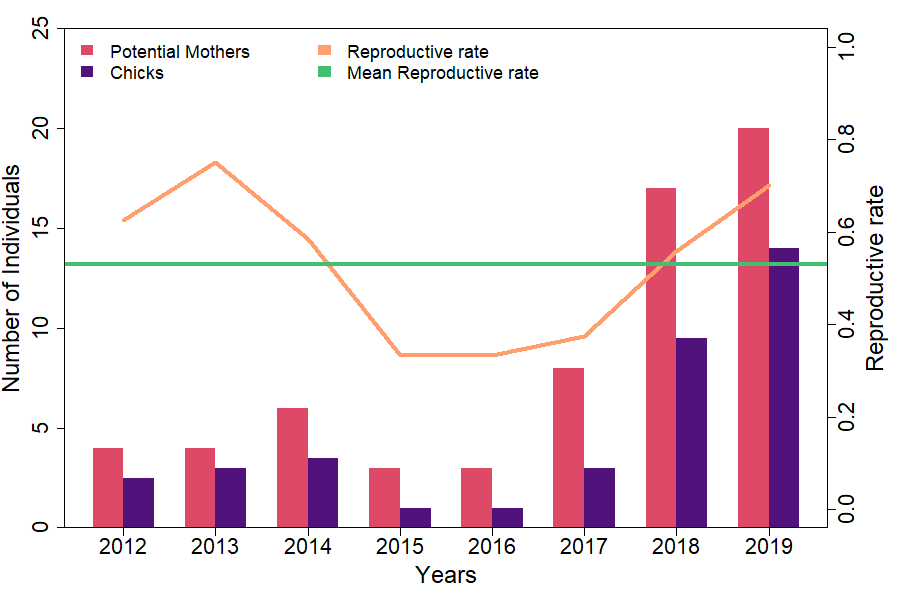 Potential Mothers
Chicks
Reproductive rate
Mean Reproductive rate
Number of Individuals
25
20
15
10
5
0
1.0
0.8
0.6
0.4
0.2
0.0
Reproductive rate
2012 2013 2014 2015 2016 2017 2018 2019
Years